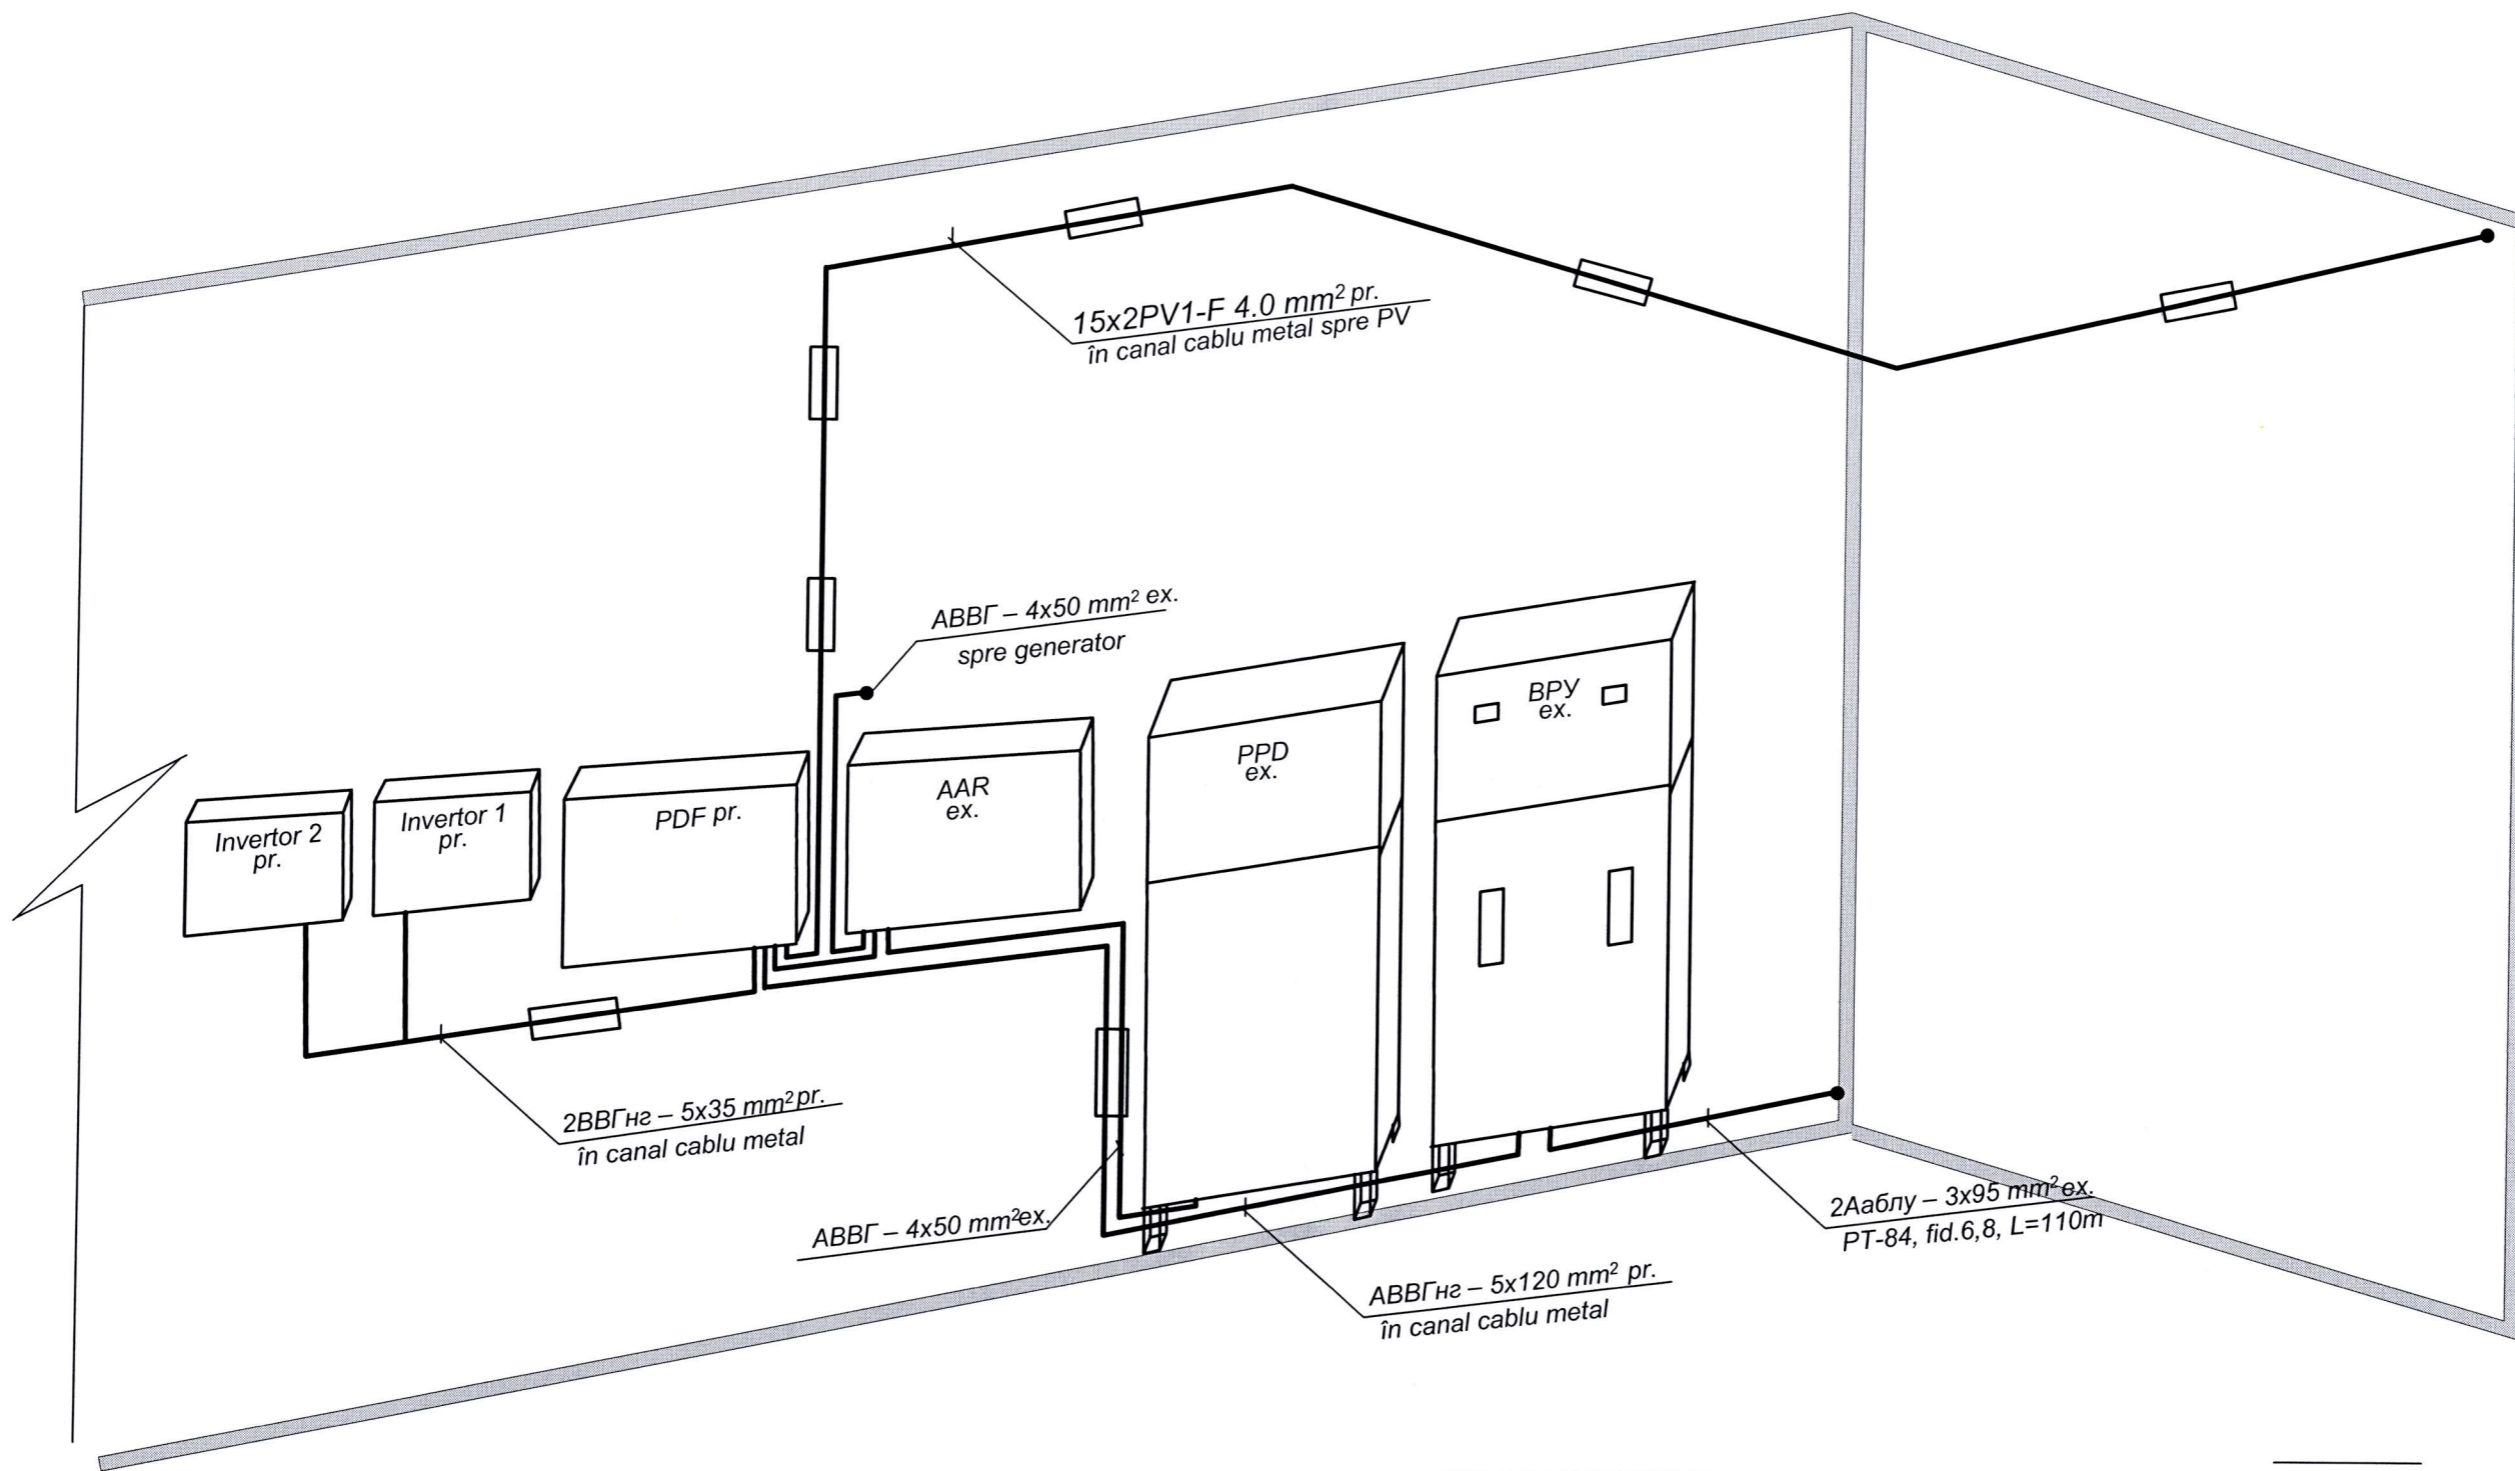 15x2PV1-F 4.0 mm² pr.
în canal cablu metal spre PV
АВВГ – 4x50 mm² ex.
spre generator
ВРУ
ex.
PPD
ex.
AAR
ex.
PDF pr.
Invertor 1
pr.
Invertor 2
pr.
2ВВГнг – 5x35 mm² pr.
în canal cablu metal
АВВГ – 4x50 mm² ex.
2Ааблу – 3x95 mm² ex.
PT-84, fid.6,8, L=110m
АВВГнг – 5x120 mm² pr.
în canal cablu metal